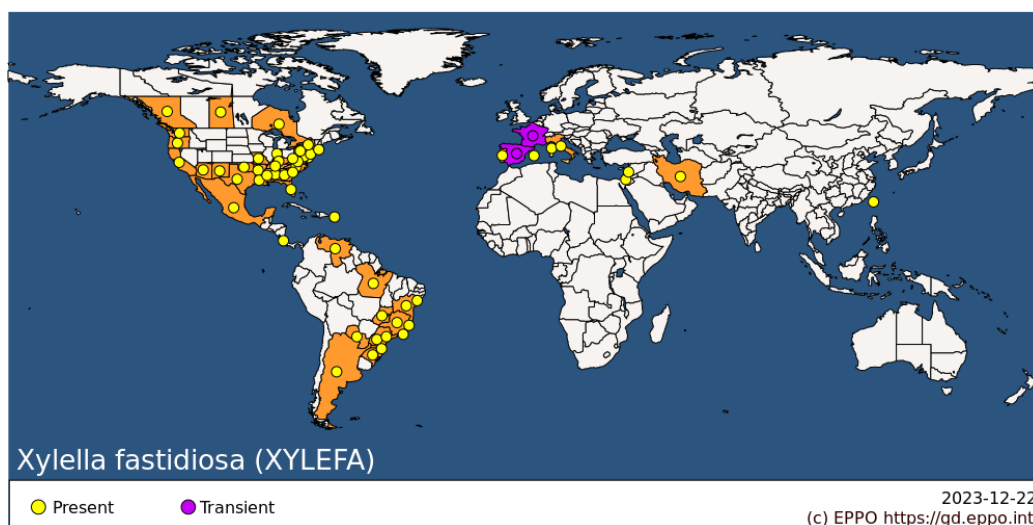 Xylella fastidiosa (XYLEFA)
Present
Transient
2023-12-22
(c) EPPO https://gd.eppo.int